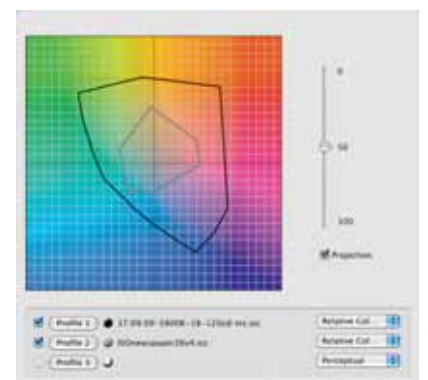 0
50
100
Projection
Profile 1
Relative Col
Profile 2
Relative Col
Profile 3
Perceptual